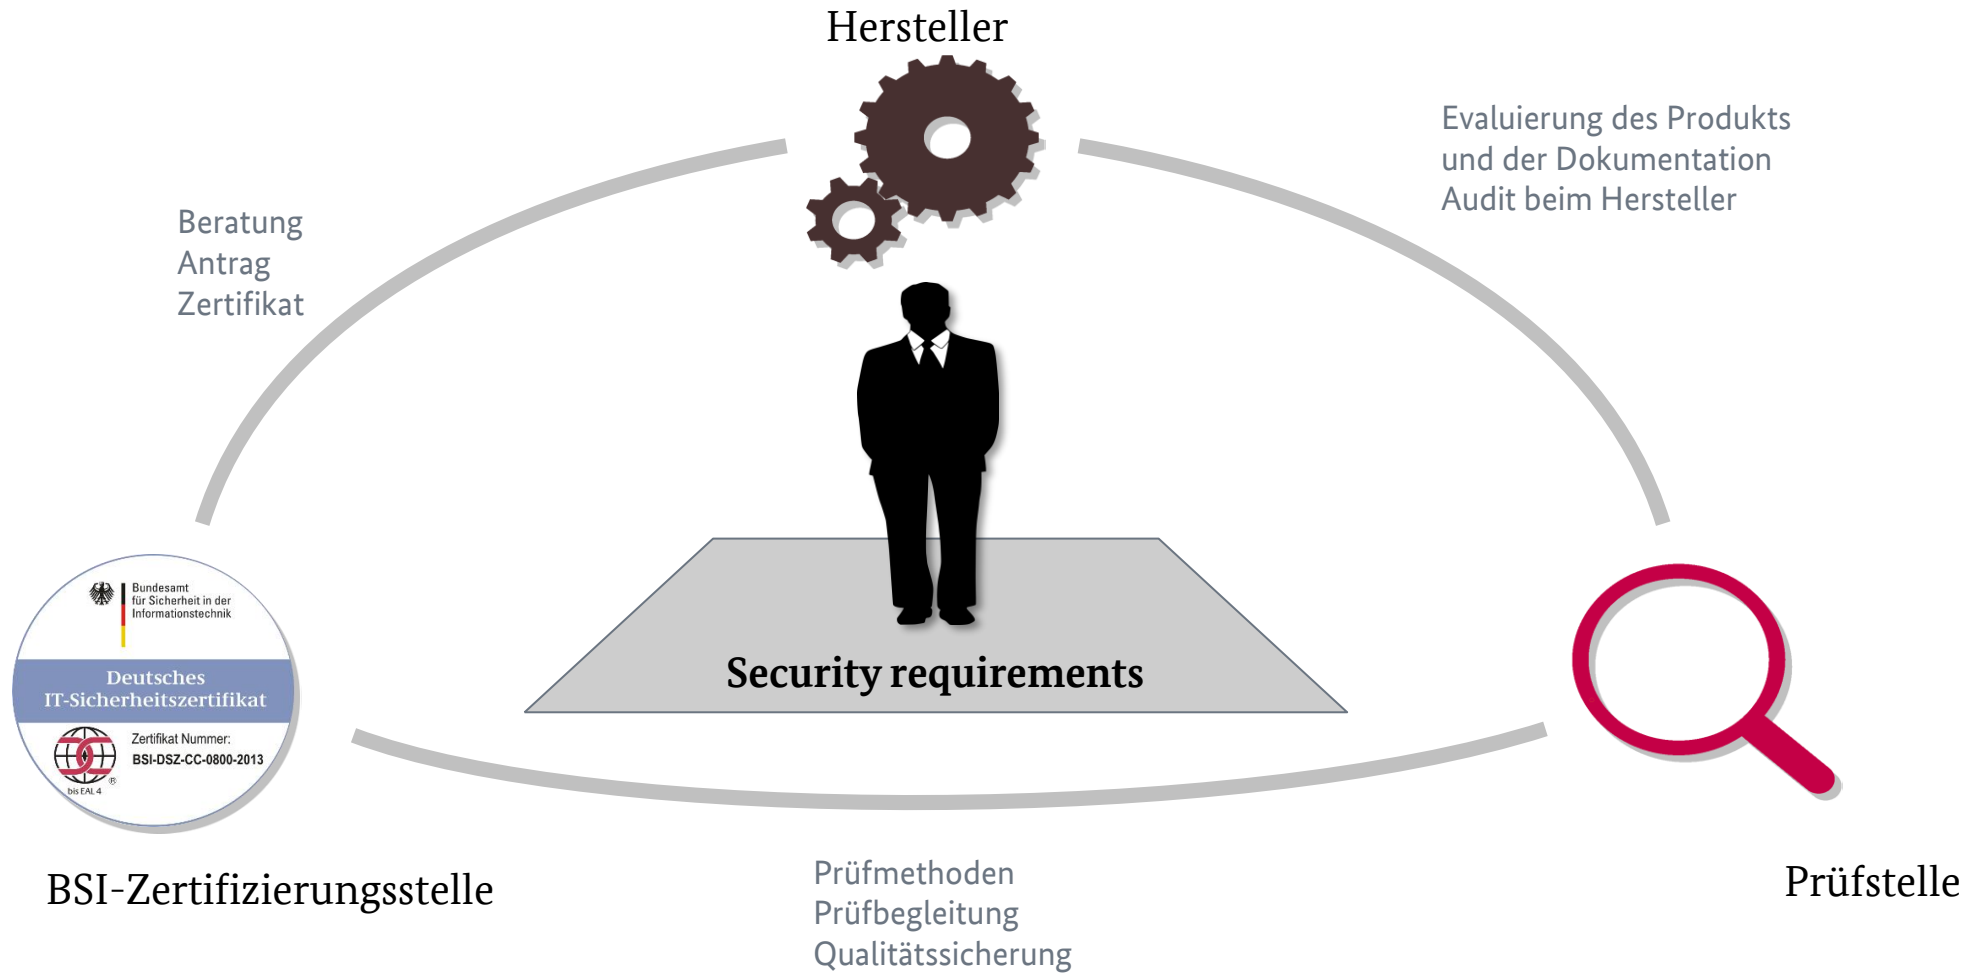 Hersteller
Evaluierung des Produkts
und der Dokumentation
Audit beim Hersteller
Beratung
Antrag
Zertifikat
Security requirements
Bundesamt
für Sicherheit in der
Informationstechnik
Deutsches
IT-Sicherheitszertifikat
Zertifikat Nummer:
BSI-DSZ-CC-0800-2013
®
bis EAL 4
BSI-Zertifizierungsstelle
Prüfstelle
Prüfmethoden
Prüfbegleitung
Qualitätssicherung